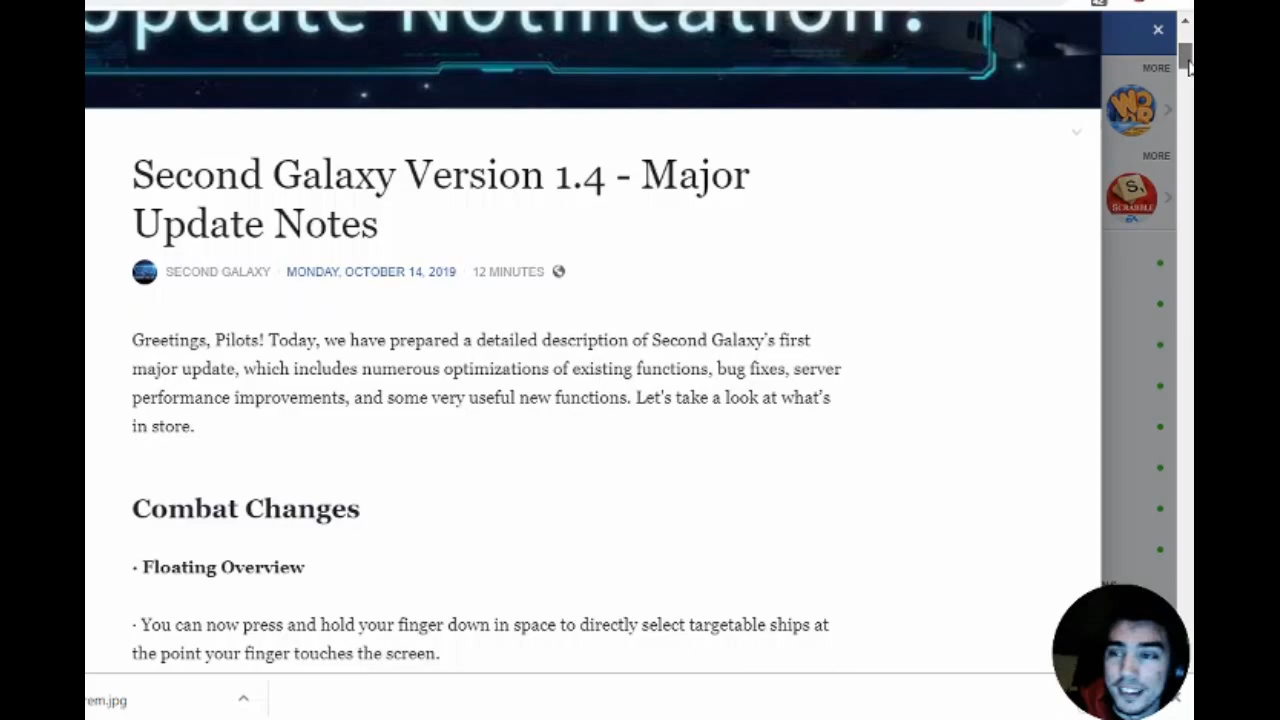 Update Notification!
MORE
MORE
SCRABBLE
Second Galaxy Version 1.4 - Major
Update Notes
SECOND GALAXY · MONDAY, OCTOBER 14, 2019 · 12 MINUTES
Greetings, Pilots! Today, we have prepared a detailed description of Second Galaxy's first
major update, which includes numerous optimizations of existing functions, bug fixes, server
performance improvements, and some very useful new functions. Let's take a look at what's
in store.
Combat Changes
· Floating Overview
· You can now press and hold your finger down in space to directly select targetable ships at
the point your finger touches the screen.
rem.jpg